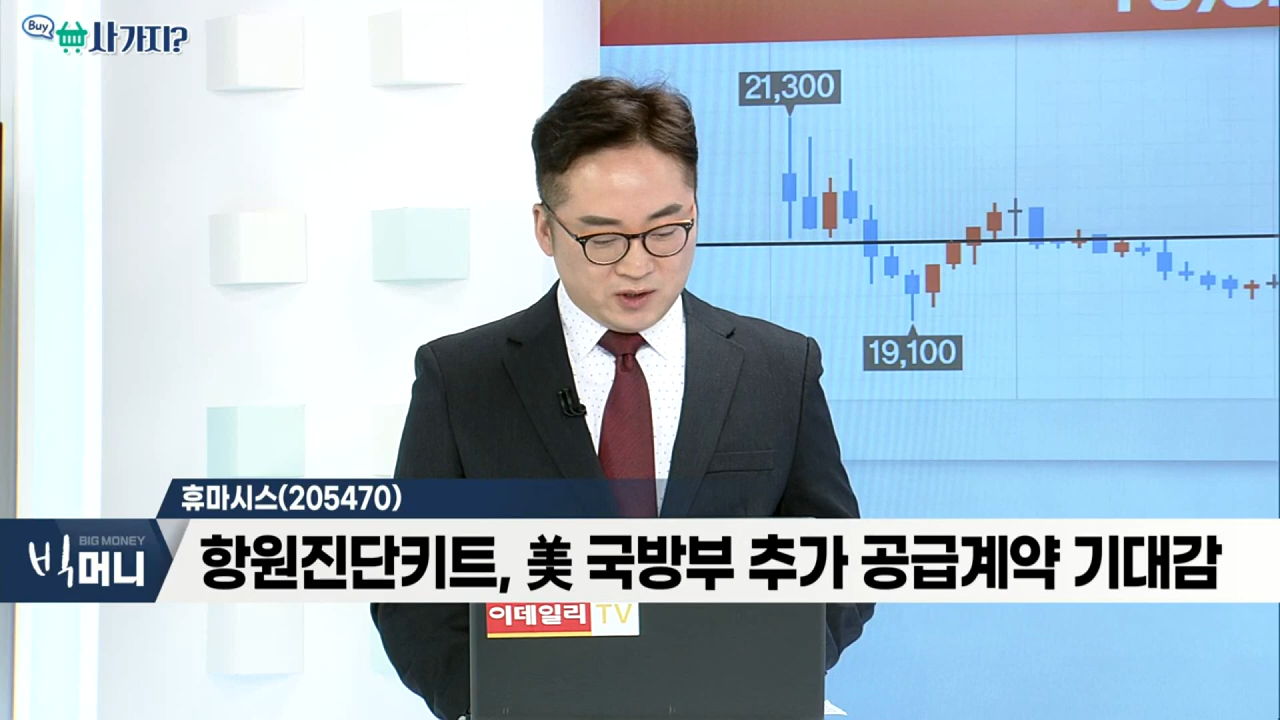 Buy
사가지?
21,300
19,100
휴마시스(205470)
BIG MONEY
빅머니
항원진단키트, 美 국방부 추가 공급계약 기대감
이데일리 TV